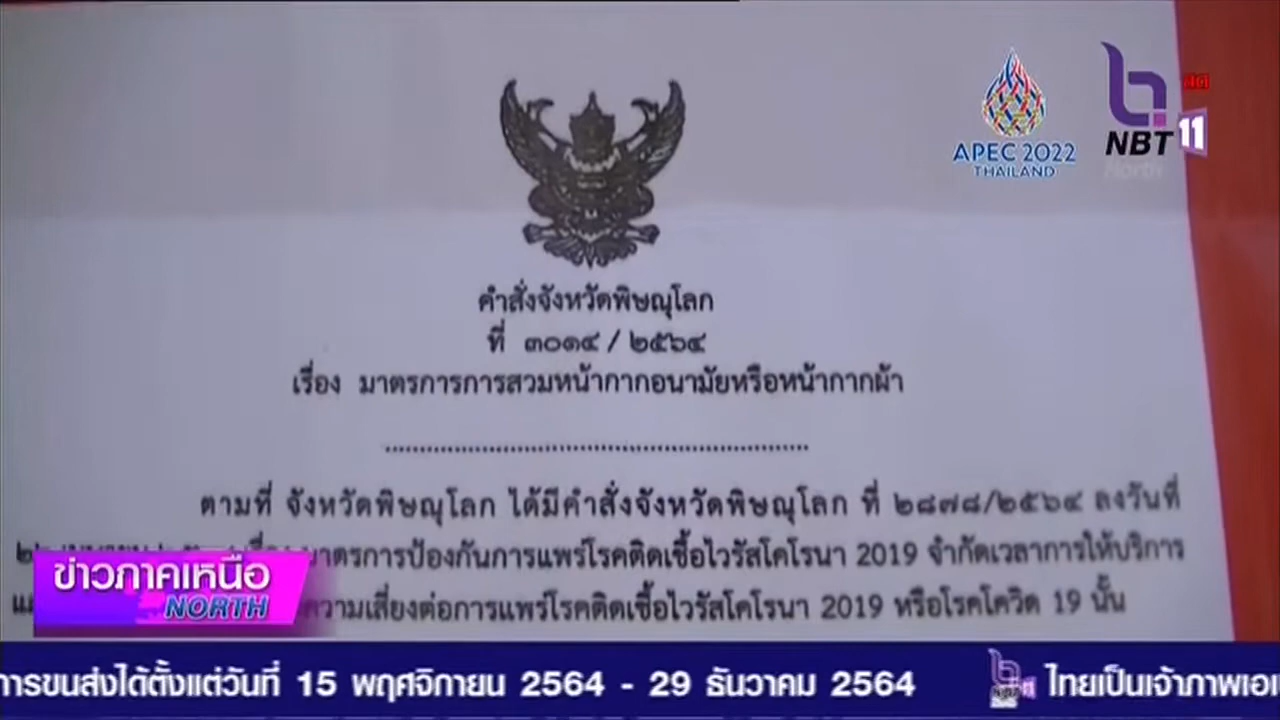 APEC 2022
THAILAND
สด
NBT 11
North
คำสั่งจังหวัดพิษณุโลก
ที่ ๓๐๑๔ / ๒๕๖๔
เรื่อง มาตรการการสวมหน้ากากอนามัยหรือหน้ากากผ้า
ตามที่ จังหวัดพิษณุโลก ได้มีคำสั่งจังหวัดพิษณุโลก ที่ ๒๘๗๘/๒๕๖๔ ลงวันที่
มาตรการป้องกันการแพร่โรคติดเชื้อไวรัสโคโรนา 2019 จำกัดเวลาการให้บริการ
ความเสี่ยงต่อการแพร่โรคติดเชื้อไวรัสโคโรนา 2019 หรือโรคโควิด 19 นั้น
ข่าวภาคเหนือ
NORTH
การขนส่งได้ตั้งแต่วันที่ 15 พฤศจิกายน 2564 - 29 ธันวาคม 2564 ไทยเป็นเจ้าภาพเอเ